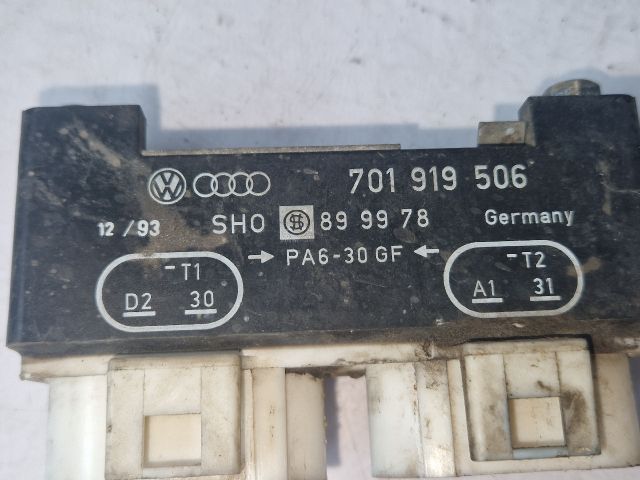 701 919 506
12/93 SHO 89 99 78 Germany
→ PA6-30 GF ←
T1
D2 30
T2
A1 31